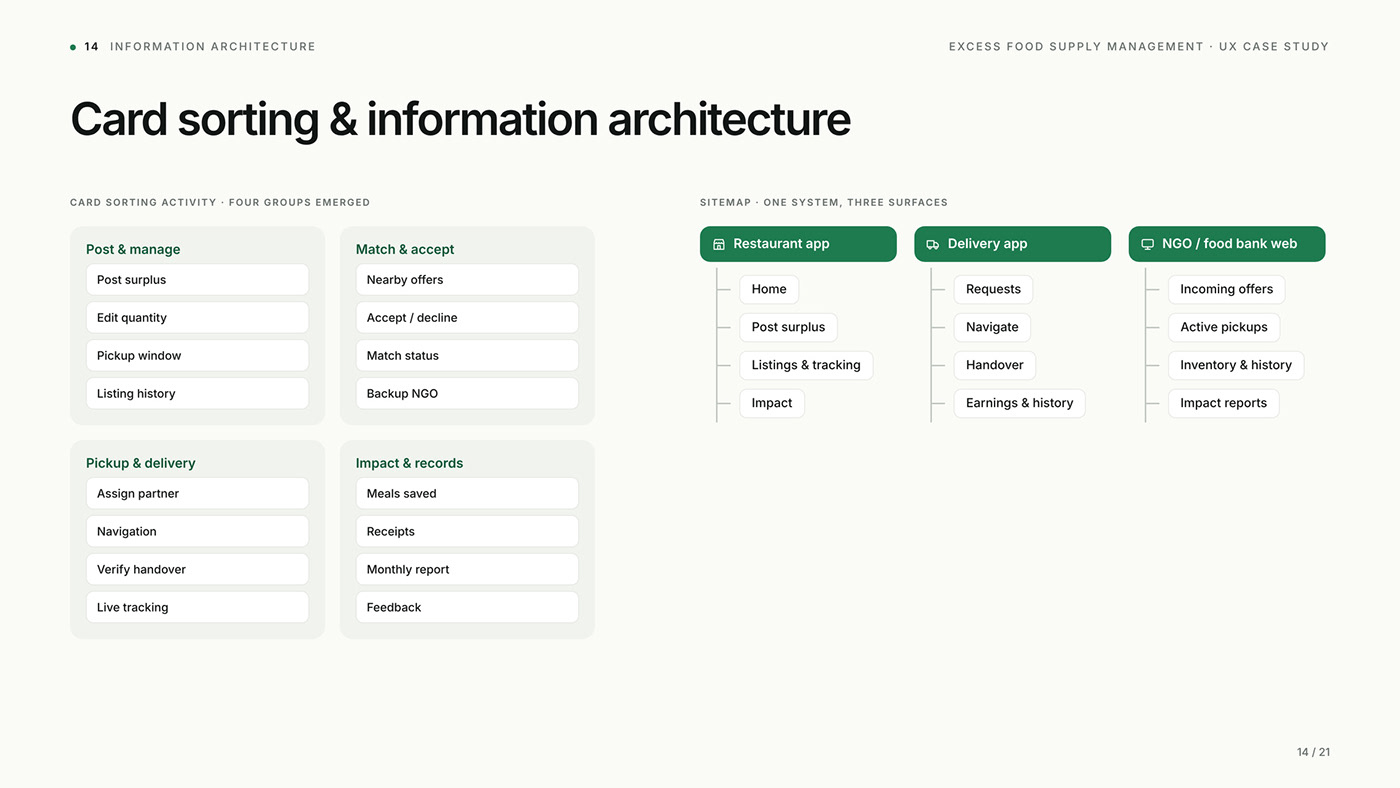 14 INFORMATION ARCHITECTURE
EXCESS FOOD SUPPLY MANAGEMENT · UX CASE STUDY
Card sorting & information architecture
CARD SORTING ACTIVITY · FOUR GROUPS EMERGED
Post & manage
Post surplus
Edit quantity
Pickup window
Listing history
Match & accept
Nearby offers
Accept / decline
Match status
Backup NGO
Pickup & delivery
Assign partner
Navigation
Verify handover
Live tracking
Impact & records
Meals saved
Receipts
Monthly report
Feedback
SITEMAP · ONE SYSTEM, THREE SURFACES
Restaurant app
Home
Post surplus
Listings & tracking
Impact
Delivery app
Requests
Navigate
Handover
Earnings & history
NGO / food bank web
Incoming offers
Active pickups
Inventory & history
Impact reports
14 / 21